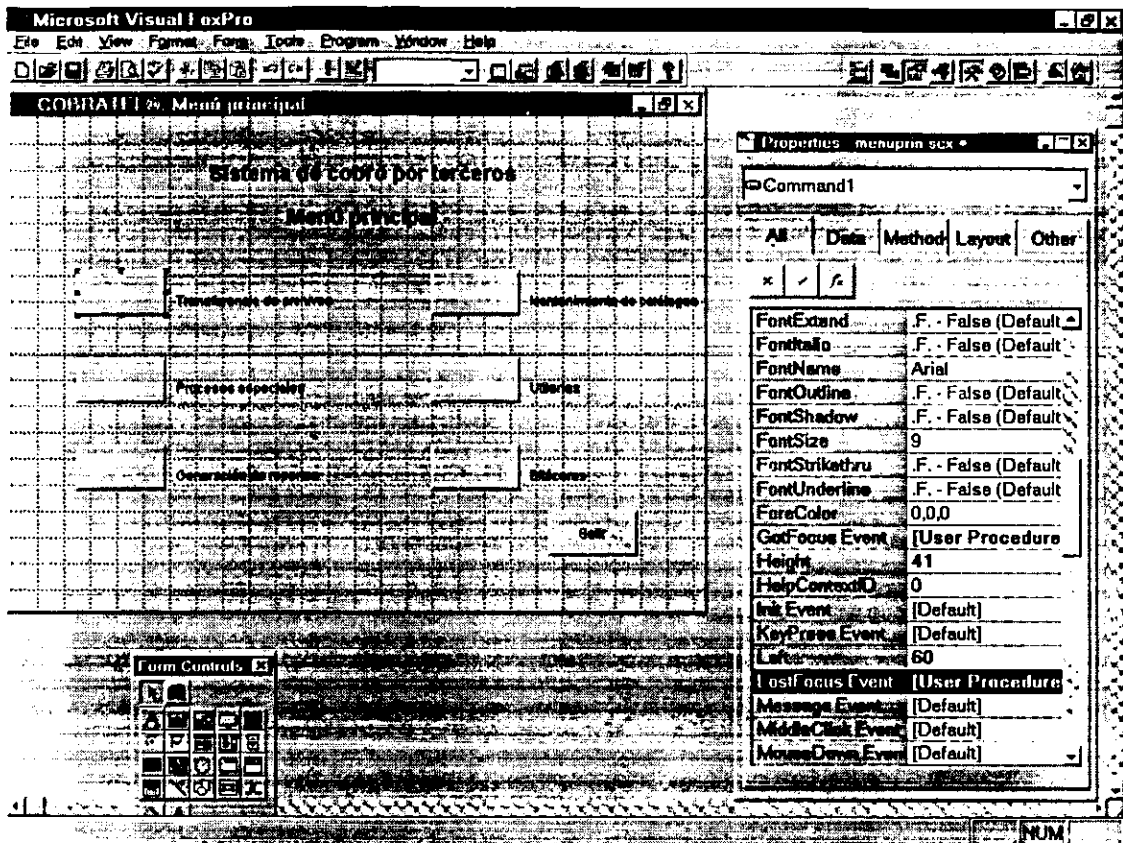 Microsoft Visual FoxPro
File Edit View Format Form Tools Program Window Help
Menú principal
Sistema de cobro por terceros
Menú principal
Transferencia de archivos
Mantenimiento de catálogos
Procesos especiales
Utilerías
Generación de reportes
Bitácoras
Salir
Form Controls
Properties - menuprin.scx
Command1
All Data Method Layout Other
FontExtend .F. - False (Default
FontItalic .F. - False (Default
FontName Arial
FontOutline .F. - False (Default
FontShadow .F. - False (Default
FontSize 9
FontStrikethru .F. - False (Default
FontUnderline .F. - False (Default
ForeColor 0,0,0
GotFocus Event [User Procedure
Height 41
HelpContextID 0
Init Event [Default]
KeyPress Event [Default]
Left 60
LostFocus Event [User Procedure
Message Event [Default]
MiddleClick Event [Default]
MouseDown Event [Default]
NUM